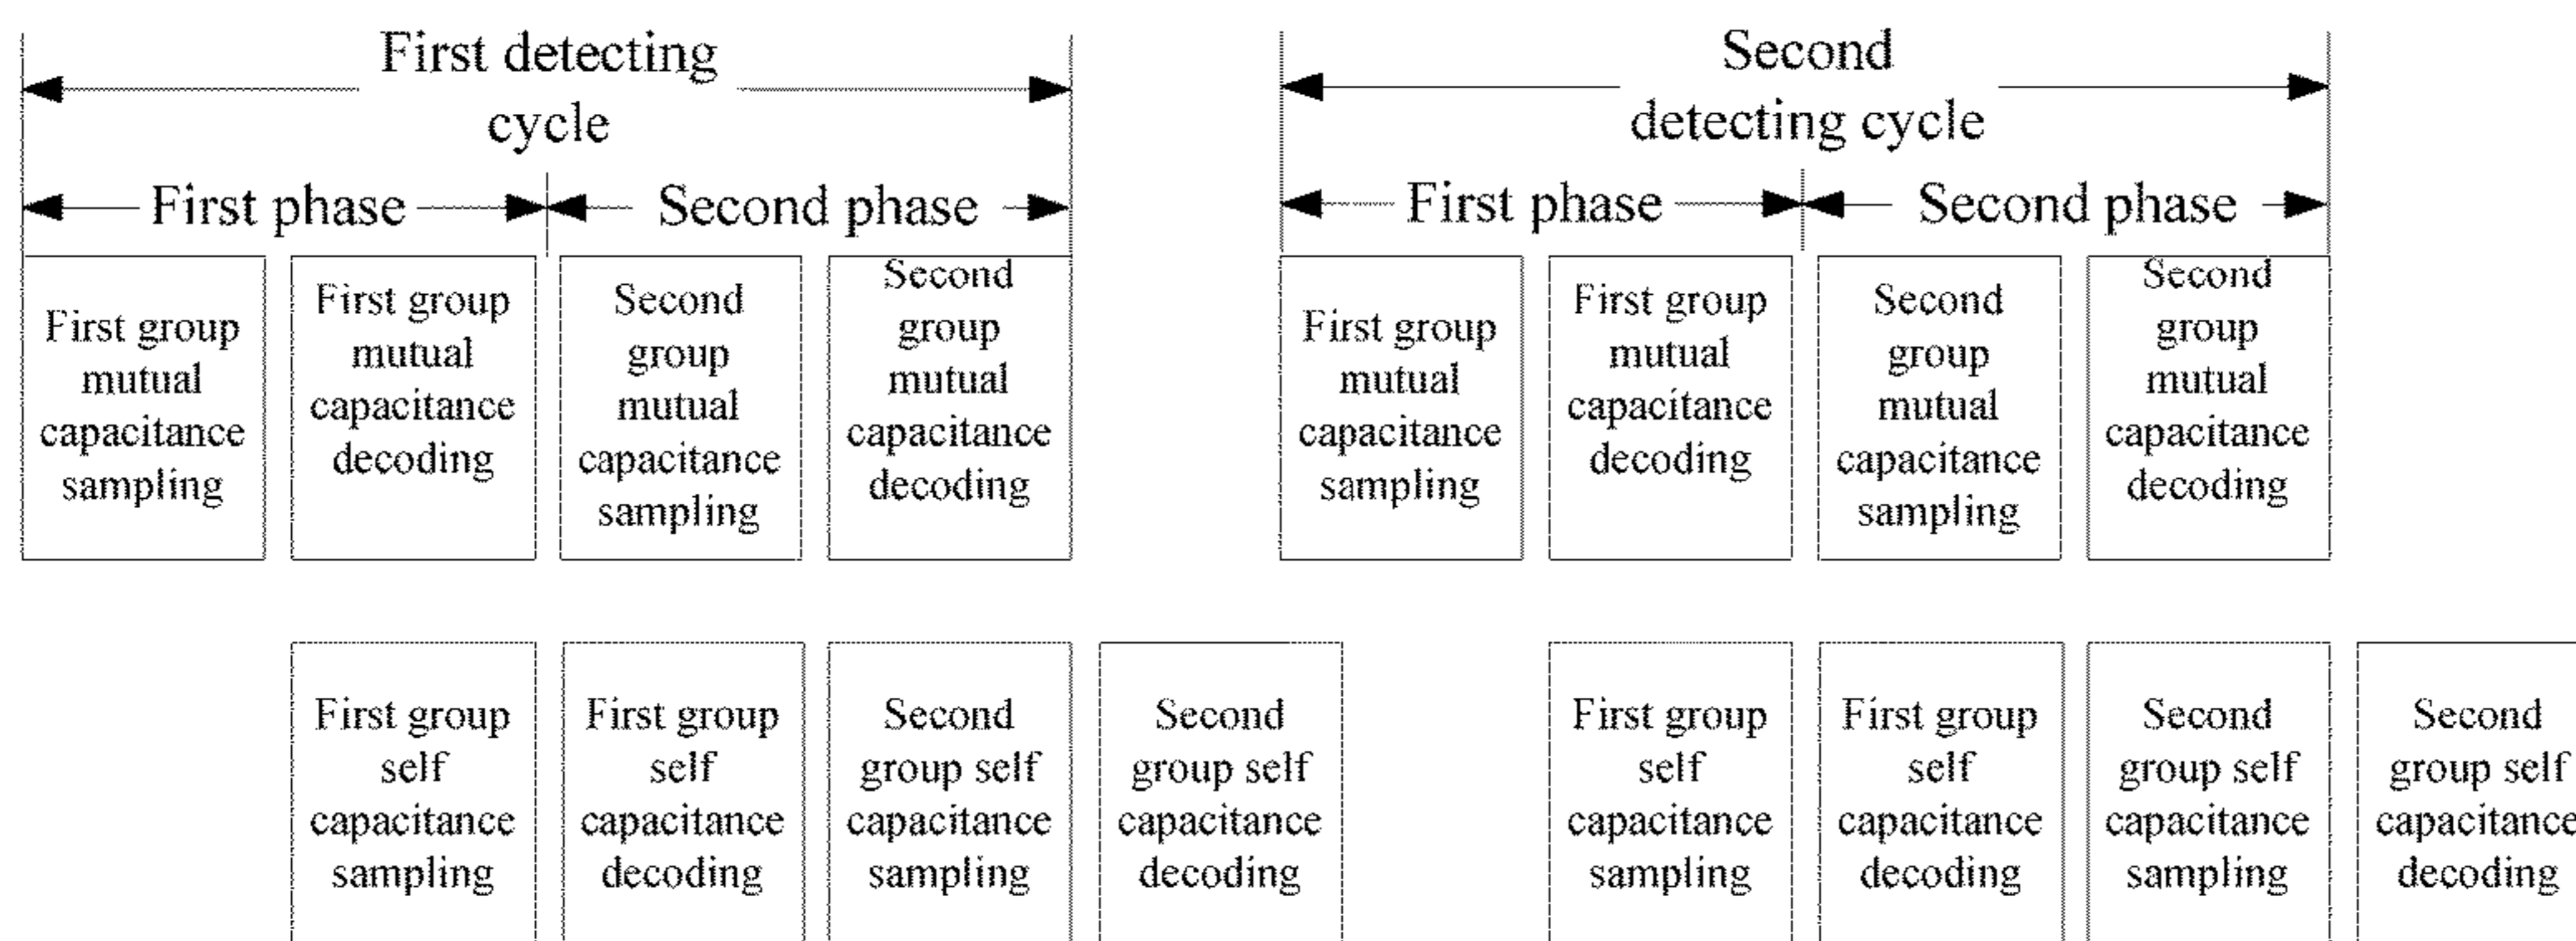 First detecting
cycle
Second
detecting cycle
First phase
Second phase
First phase
Second phase
First group
mutual
capacitance
sampling
First group
mutual
capacitance
decoding
Second
group
mutual
capacitance
sampling
Second
group
mutual
capacitance
decoding
First group
mutual
capacitance
sampling
First group
mutual
capacitance
decoding
Second
group
mutual
capacitance
sampling
Second
group
mutual
capacitance
decoding
First group
self
capacitance
sampling
First group
self
capacitance
decoding
Second
group self
capacitance
sampling
Second
group self
capacitance
decoding
First group
self
capacitance
sampling
First group
self
capacitance
decoding
Second
group self
capacitance
sampling
Second
group self
capacitance
decoding